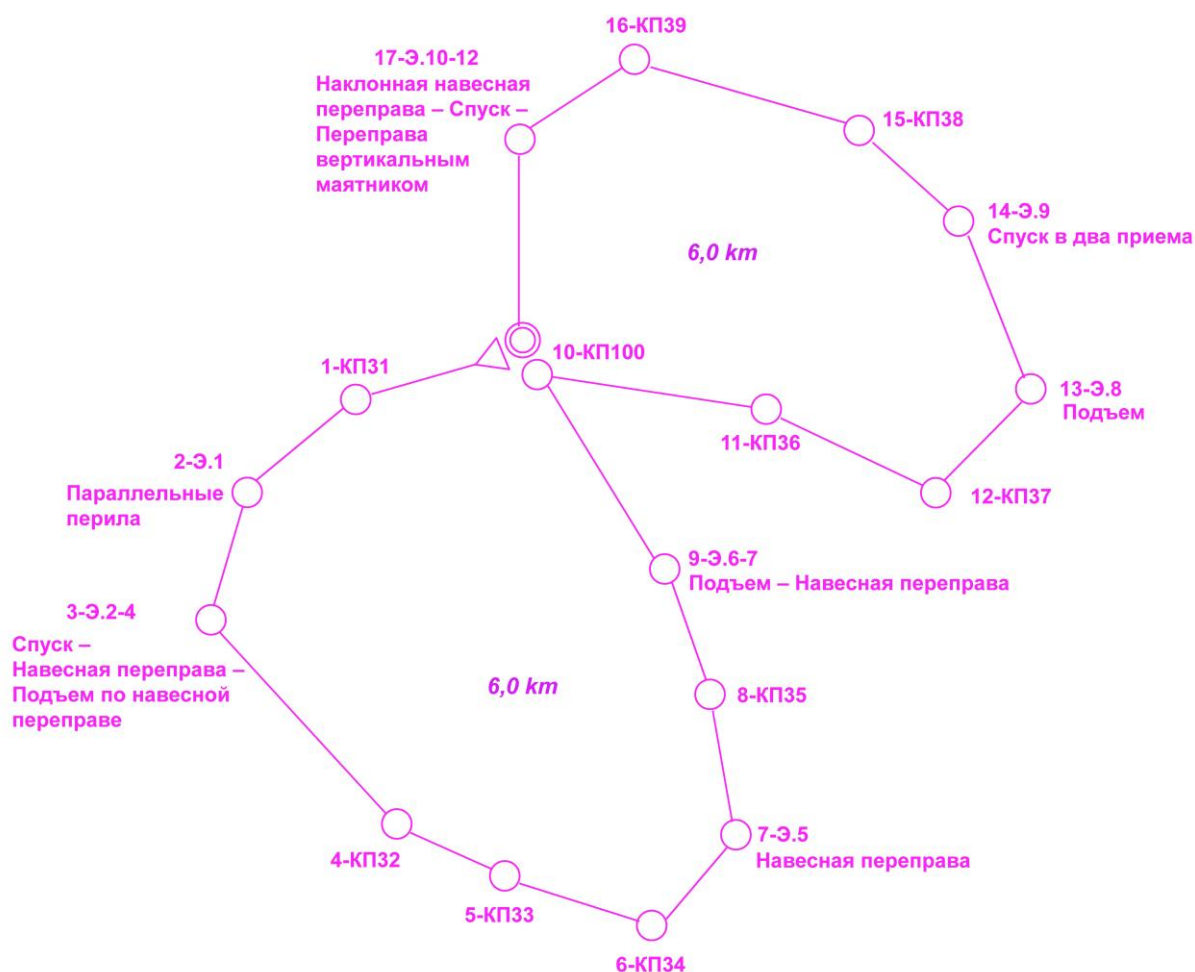 16-КП39
17-Э.10-12
Наклонная навесная
переправа – Спуск –
Переправа
вертикальным
маятником
15-КП38
14-Э.9
Спуск в два приема
6,0 km
10-КП100
1-КП31
13-Э.8
Подъем
11-КП36
2-Э.1
Параллельные
перила
12-КП37
9-Э.6-7
Подъем – Навесная переправа
3-Э.2-4
Спуск –
Навесная переправа –
Подъем по навесной
переправе
6,0 km
8-КП35
7-Э.5
Навесная переправа
4-КП32
5-КП33
6-КП34